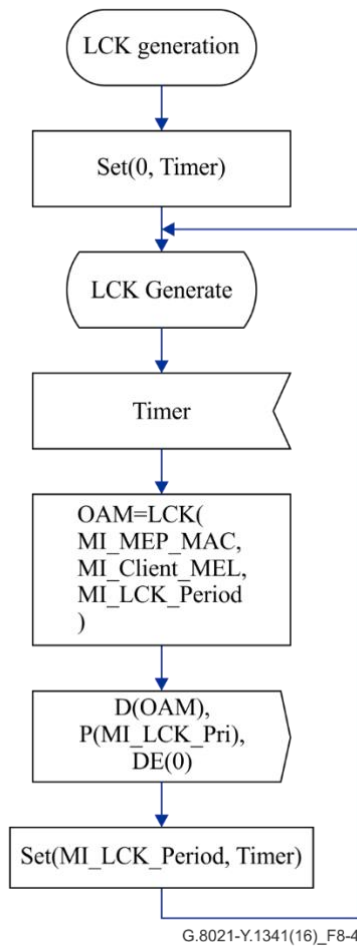 LCK generation
Set(0, Timer)
LCK Generate
Timer
OAM=LCK(
MI_MEP_MAC,
MI_Client_MEL,
MI_LCK_Period
)
D(OAM),
P(MI_LCK_Pri),
DE(0)
Set(MI_LCK_Period, Timer)
G.8021-Y.1341(16)_F8-4